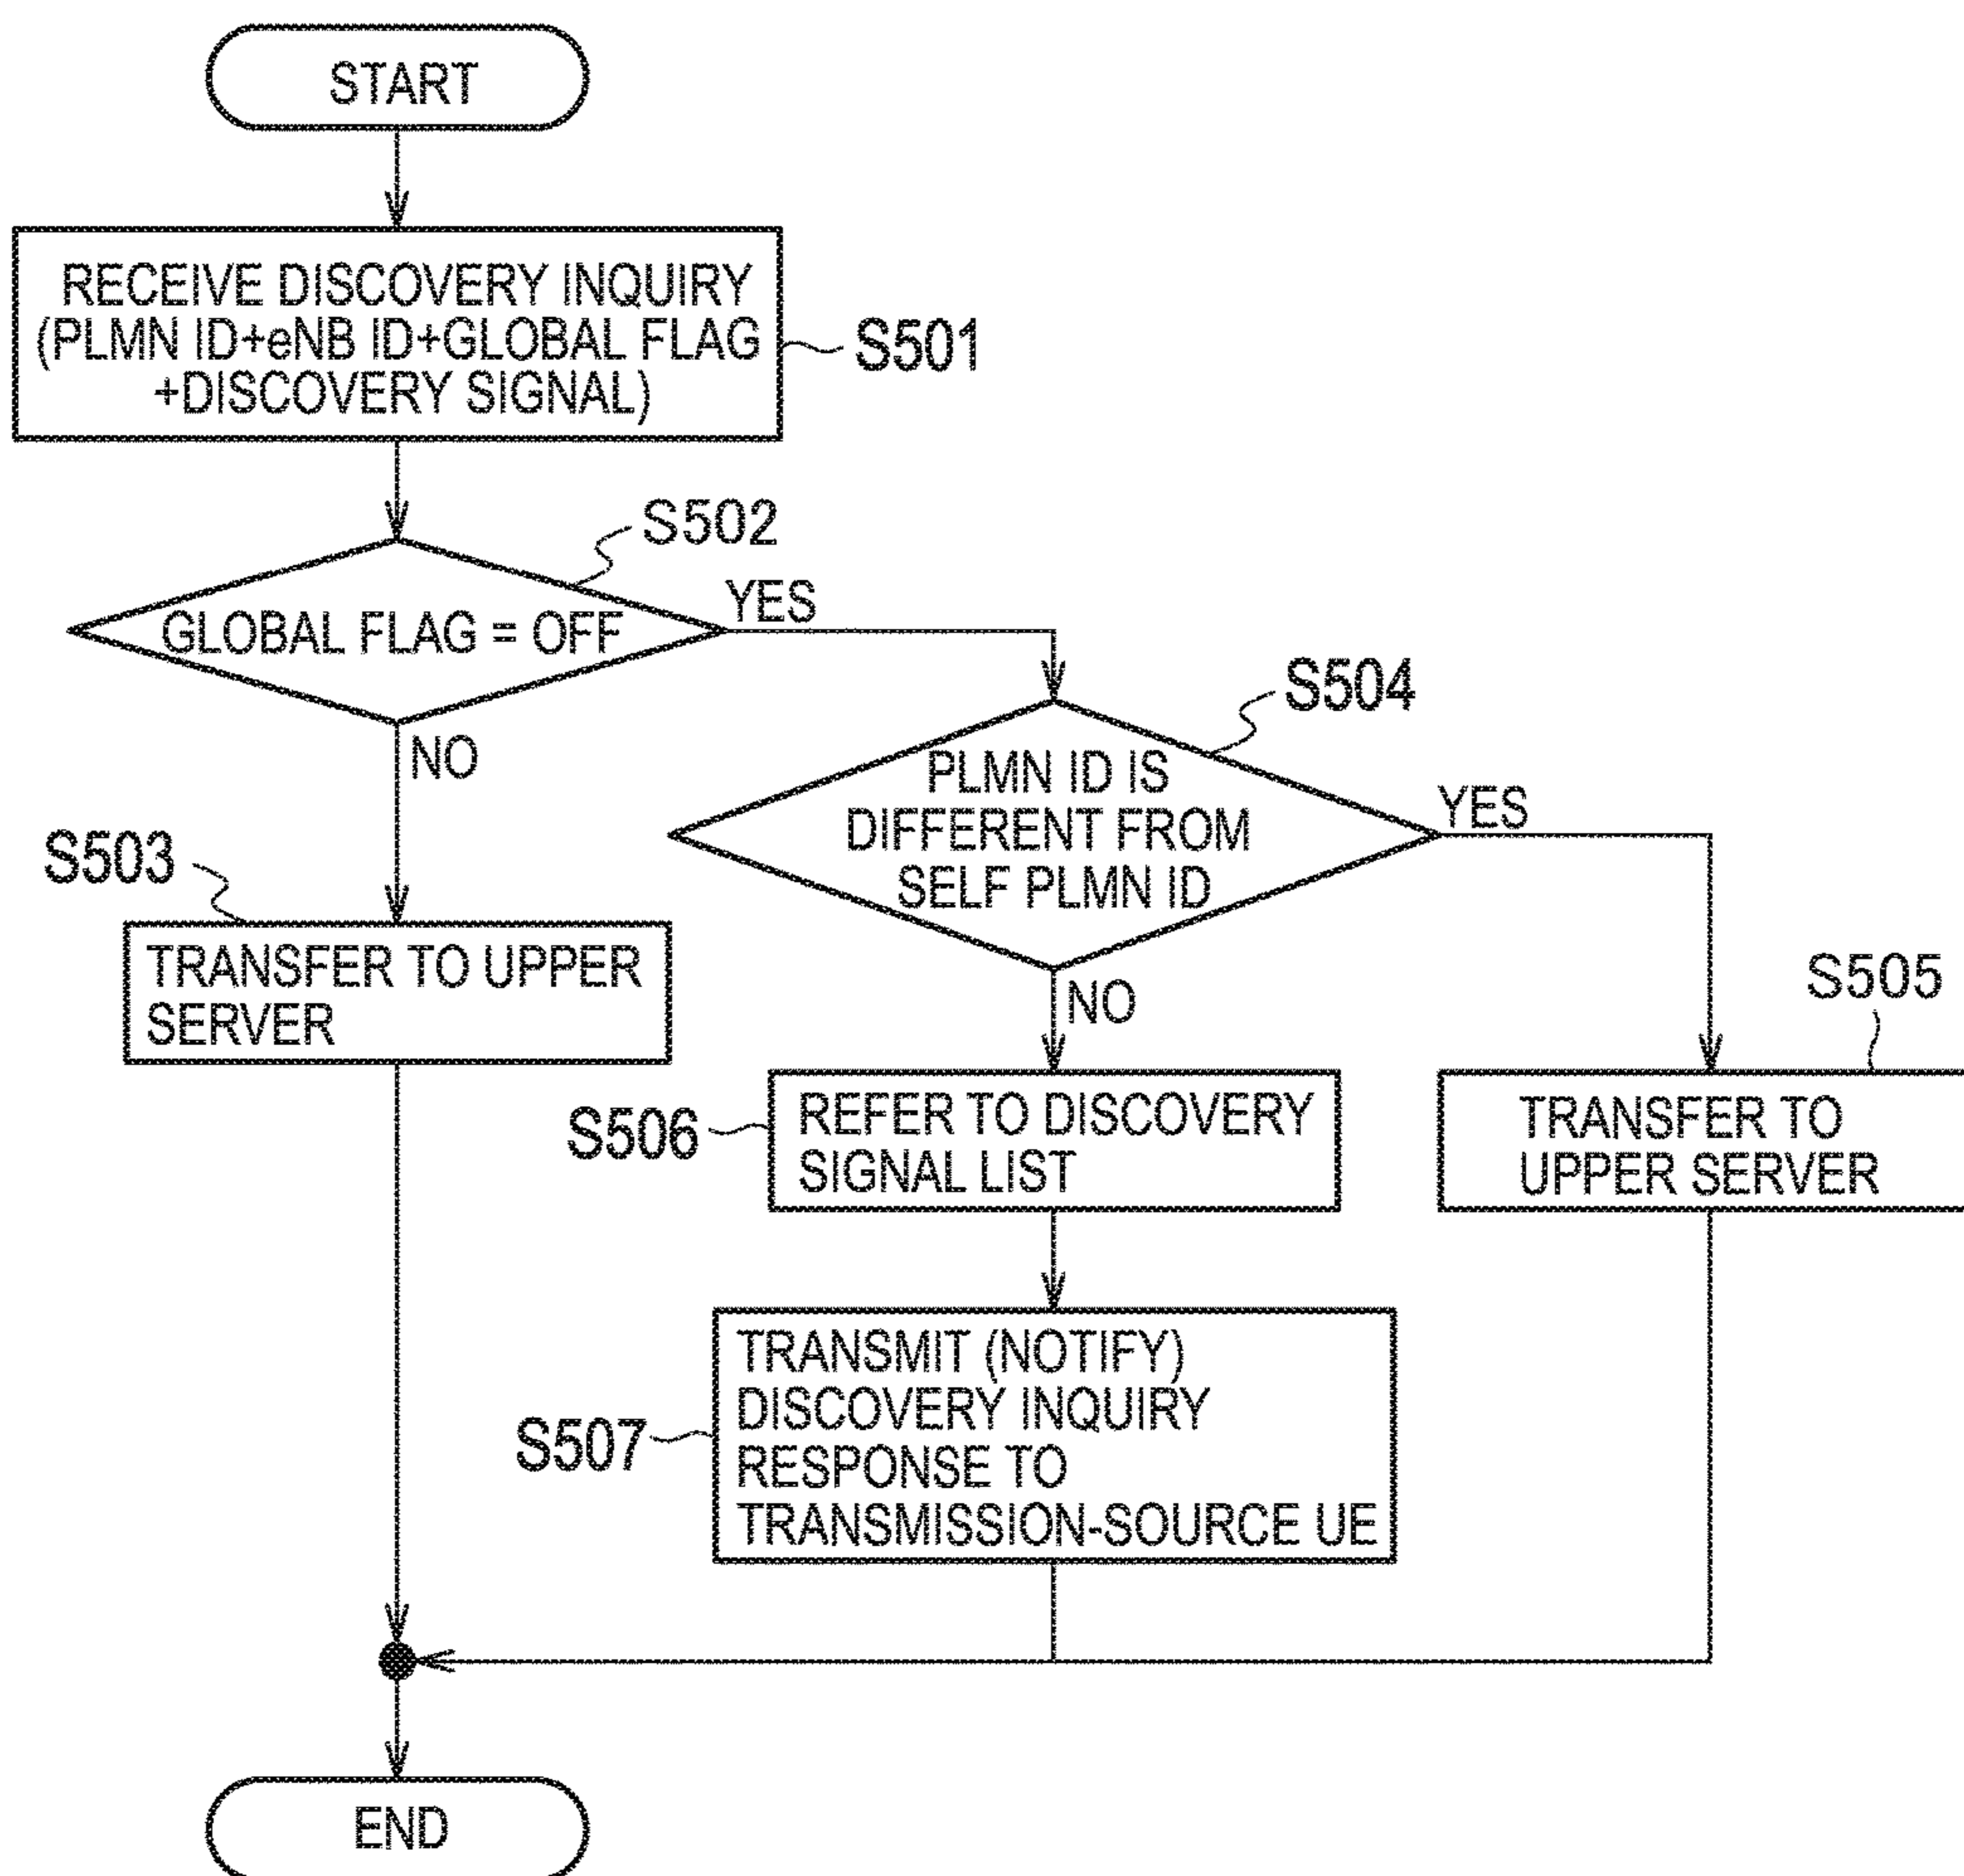 START
RECEIVE DISCOVERY INQUIRY
(PLMN ID+eNB ID+GLOBAL FLAG
+DISCOVERY SIGNAL)
S501
S502
GLOBAL FLAG = OFF
YES
NO
S504
PLMN ID IS
DIFFERENT FROM
SELF PLMN ID
YES
NO
S503
TRANSFER TO UPPER
SERVER
S505
TRANSFER TO
UPPER SERVER
S506
REFER TO DISCOVERY
SIGNAL LIST
S507
TRANSMIT (NOTIFY)
DISCOVERY INQUIRY
RESPONSE TO
TRANSMISSION-SOURCE UE
END